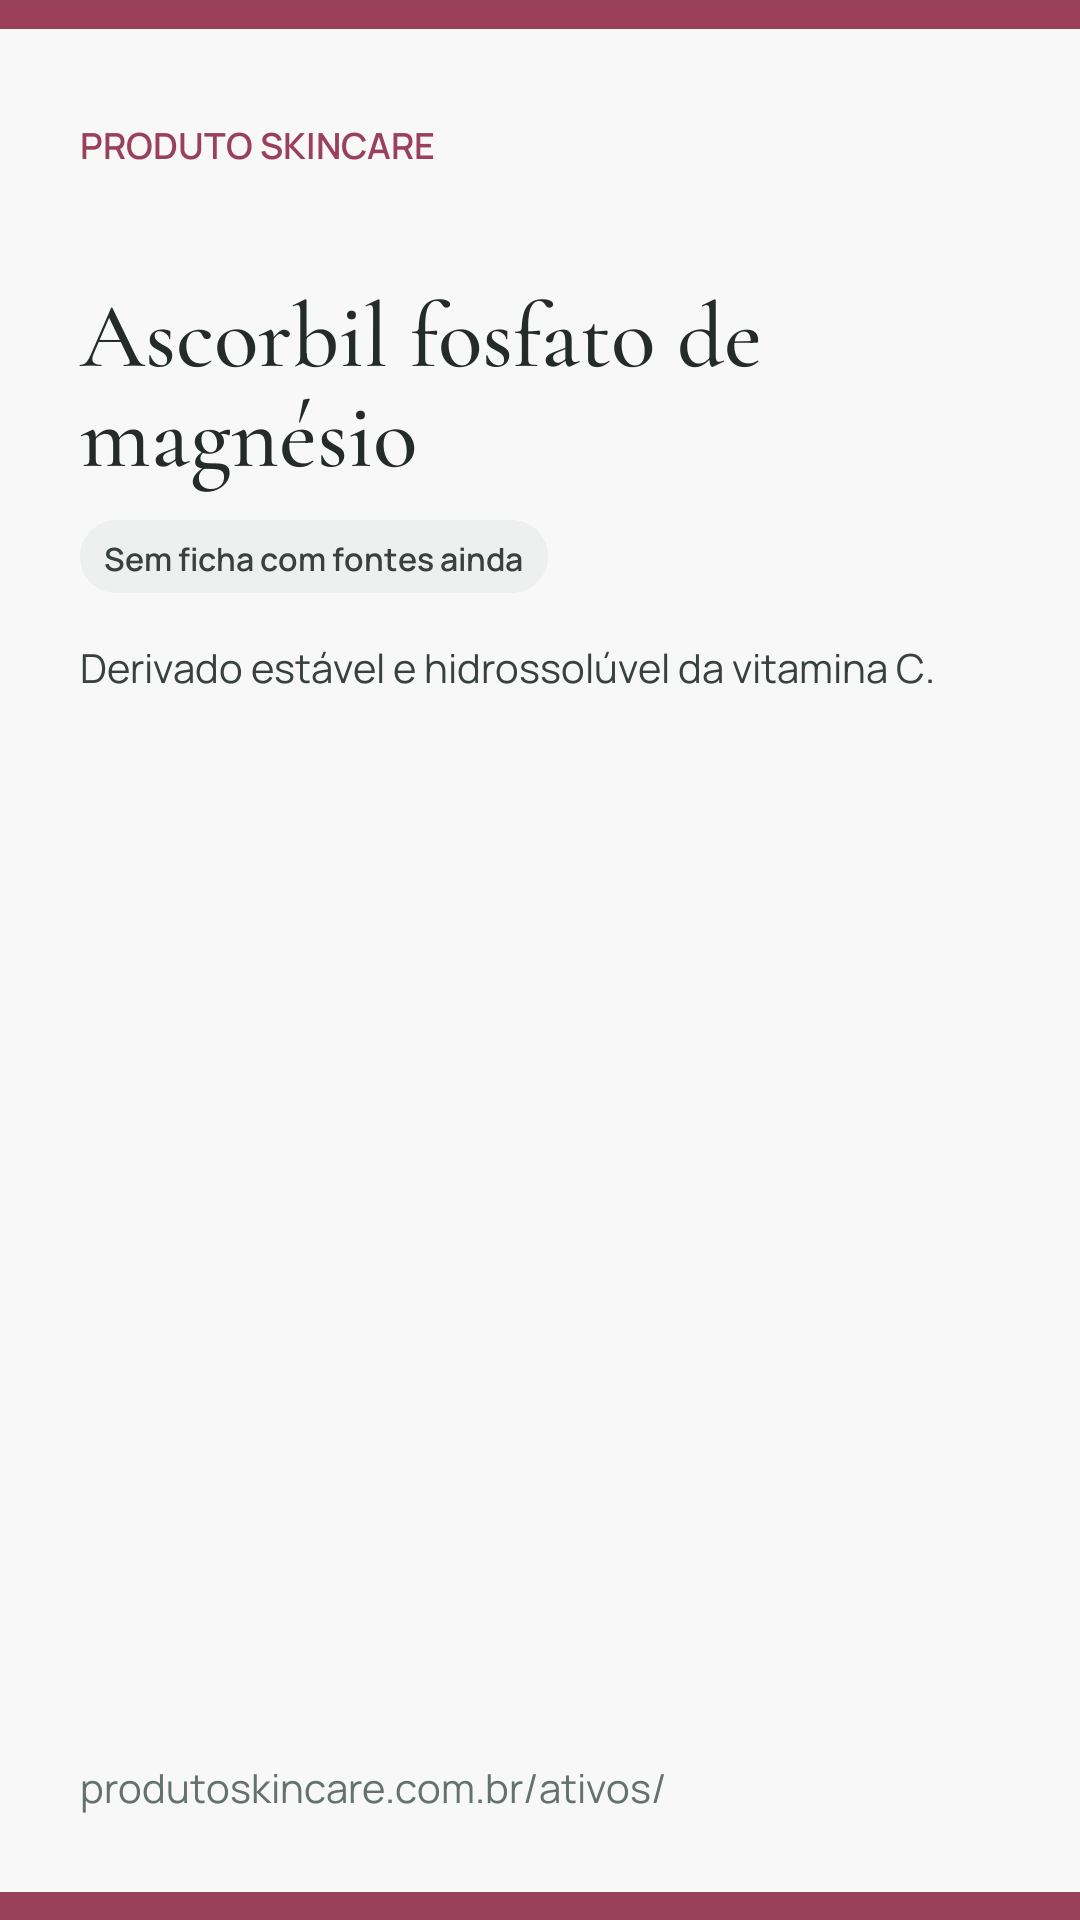 PRODUTO SKINCARE
Ascorbil fosfato de
magnésio
Sem ficha com fontes ainda
Derivado estável e hidrossolúvel da vitamina C.
produtoskincare.com.br/ativos/